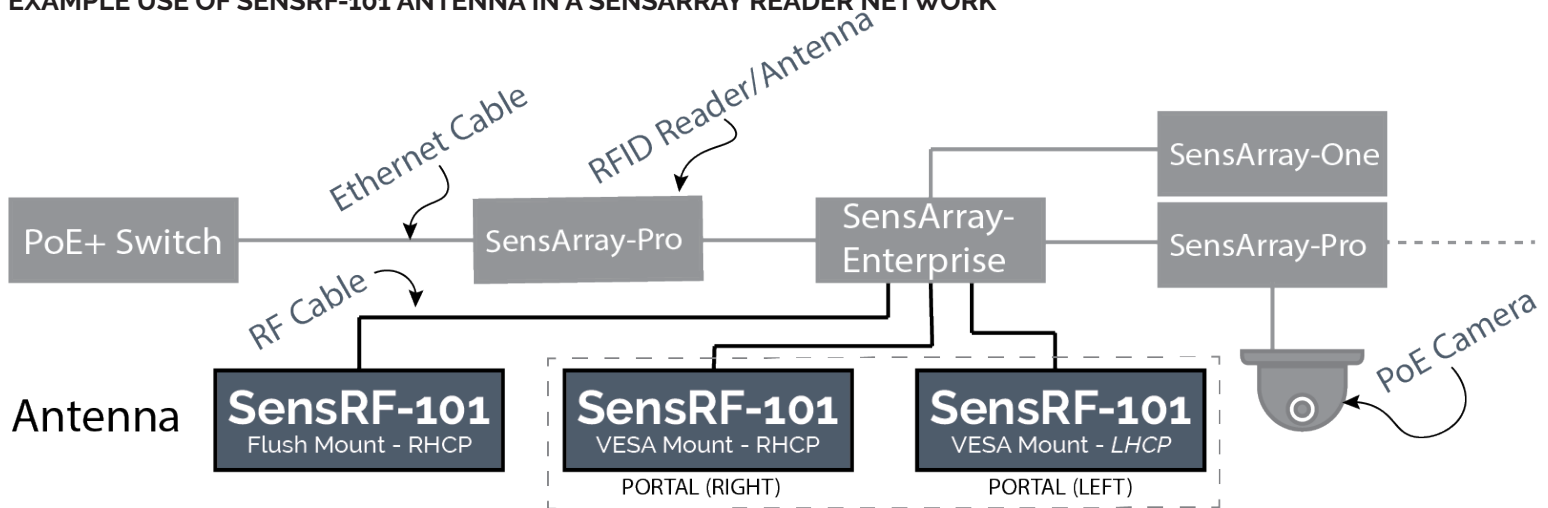 EXAMPLE USE OF SENSRF-101 ANTENNA IN A SENSARRAY READER NETWORK
Ethernet Cable
RFID Reader/Antenna
PoE+ Switch
SensArray-Pro
SensArray-
Enterprise
SensArray-One
SensArray-Pro
RF Cable
PoE Camera
Antenna
SensRF-101
Flush Mount - RHCP
SensRF-101
VESA Mount - RHCP
PORTAL (RIGHT)
SensRF-101
VESA Mount - LHCP
PORTAL (LEFT)